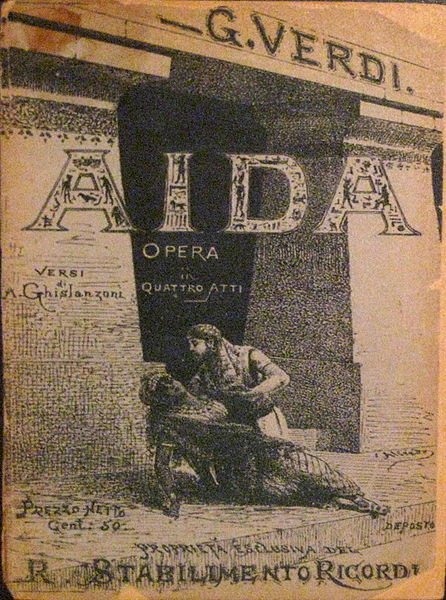 G. VERDI.
AIDA
OPERA
in
QUATTRO ATTI
VERSI
di
A. Ghislanzoni
PREZZO NETTO
Cent: 50.
DEPOSTO
PROPRIETÀ ESCLUSIVA DEL
R. STABILIMENTO RICORDI